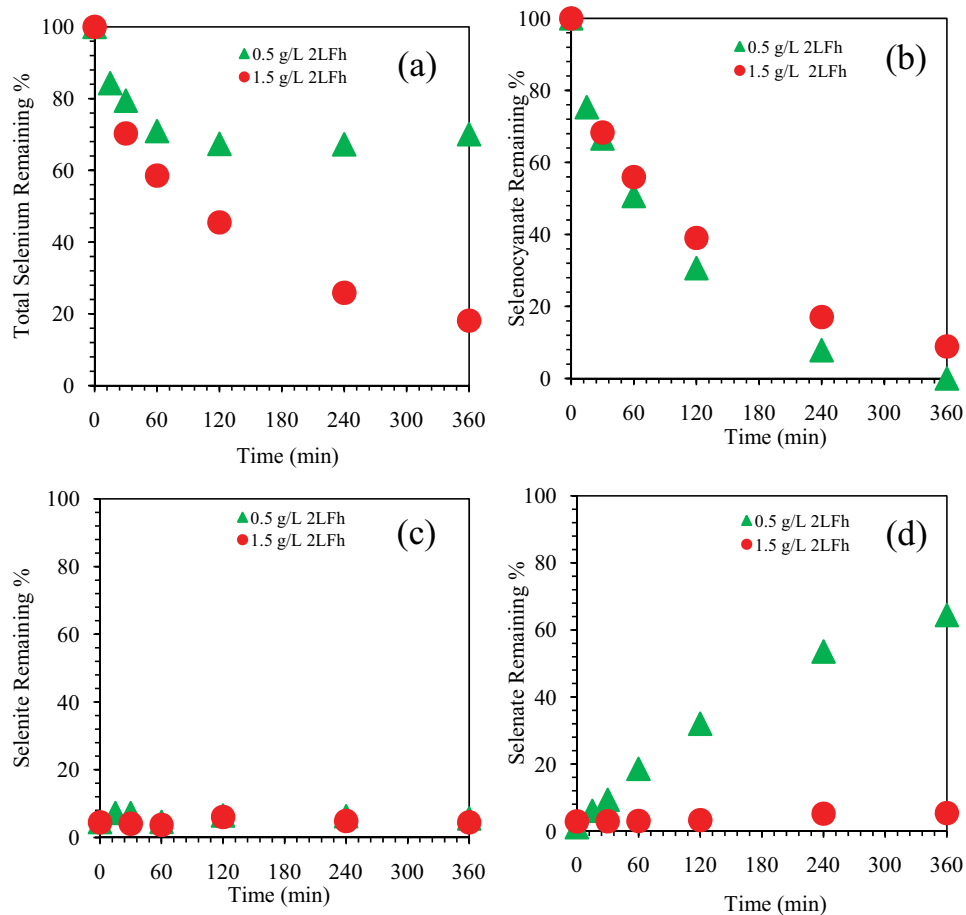 (a)
0.5 g/L 2LFh
1.5 g/L 2LFh
Total Selenium Remaining %
100
80
60
40
20
0
0 60 120 180 240 300 360
Time (min)
(b)
0.5 g/L 2LFh
1.5 g/L 2LFh
Selenocyanate Remaining %
100
80
60
40
20
0
0 60 120 180 240 300 360
Time (min)
(c)
0.5 g/L 2LFh
1.5 g/L 2LFh
Selenite Remaining %
100
80
60
40
20
0
0 60 120 180 240 300 360
Time (min)
(d)
0.5 g/L 2LFh
1.5 g/L 2LFh
Selenate Remaining %
100
80
60
40
20
0
0 60 120 180 240 300 360
Time (min)